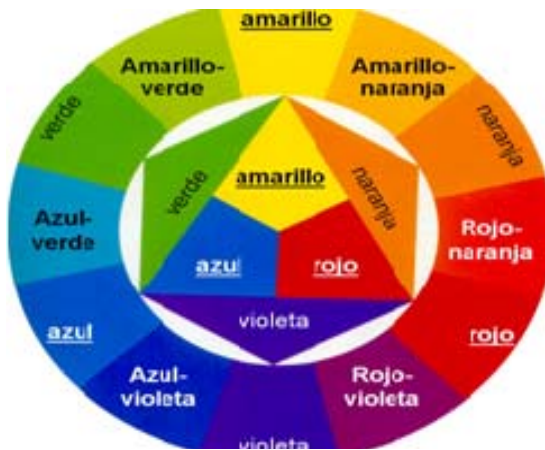 amarillo
Amarillo-
verde
Amarillo-
naranja
verde
naranja
amarillo
verde
naranja
Azul-
verde
Rojo-
naranja
azul
rojo
azul
rojo
violeta
Azul-
violeta
Rojo-
violeta
violeta